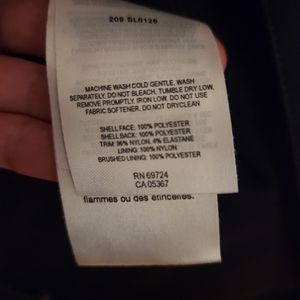 209 SL6126
MACHINE WASH COLD GENTLE, WASH
SEPARATELY, DO NOT BLEACH, TUMBLE DRY LOW,
REMOVE PROMPTLY, IRON LOW, DO NOT USE
FABRIC SOFTENER, DO NOT DRYCLEAN
SHELL FACE: 100% POLYESTER
SHELL BACK: 100% POLYESTER
TRIM: 96% NYLON, 4% ELASTANE
LINING: 100% NYLON
BRUSHED LINING: 100% POLYESTER
RN 69724
CA 05367
flammes ou des étincelles.